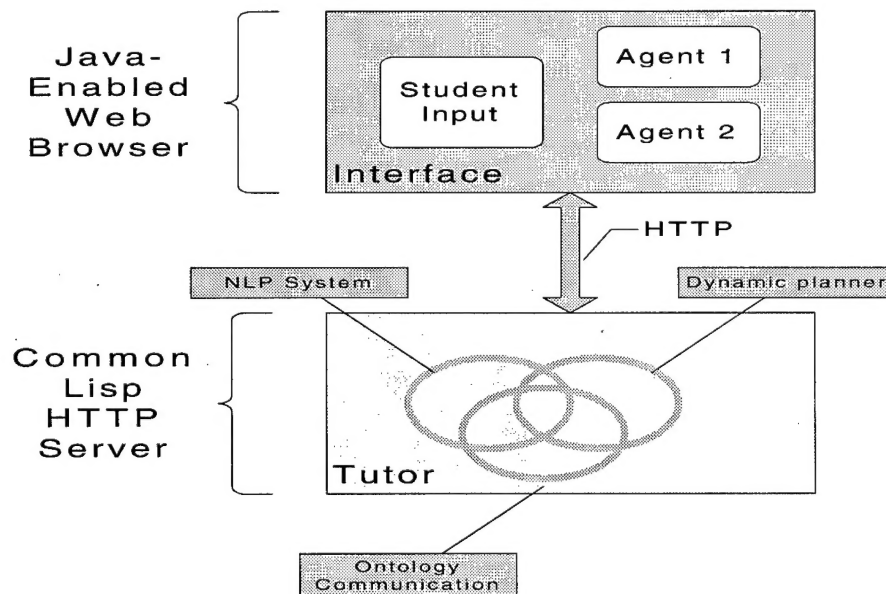 Java-
Enabled
Web
Browser
Student
Input
Agent 1
Agent 2
Interface
HTTP
NLP System
Dynamic planner
Common
Lisp
HTTP
Server
Tutor
Ontology
Communication